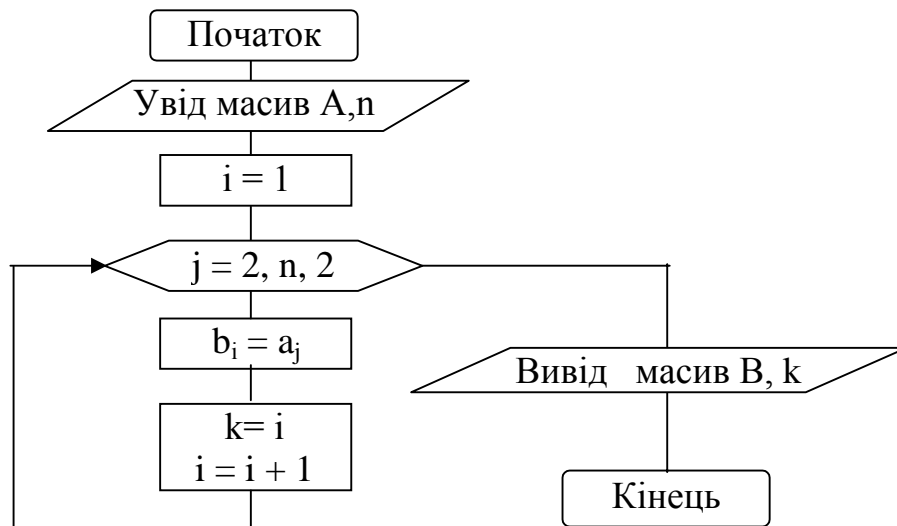 Початок
Увід масив A,n
i = 1
j = 2, n, 2
bᵢ = aⱼ
k= i
i = i + 1
Вивід масив B, k
Кінець